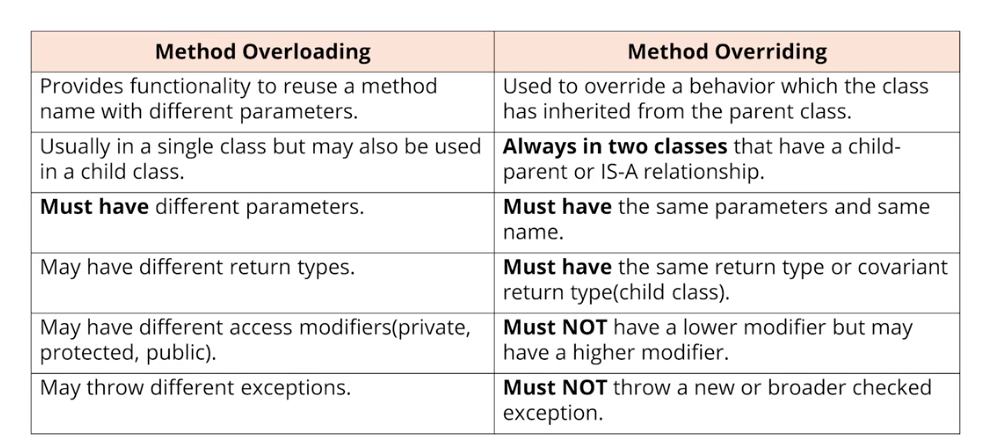 Method Overloading
Method Overriding
Provides functionality to reuse a method
name with different parameters.
Used to override a behavior which the class
has inherited from the parent class.
Usually in a single class but may also be used
in a child class.
Always in two classes that have a child-
parent or IS-A relationship.
Must have different parameters.
Must have the same parameters and same
name.
May have different return types.
Must have the same return type or covariant
return type(child class).
May have different access modifiers(private,
protected, public).
Must NOT have a lower modifier but may
have a higher modifier.
May throw different exceptions.
Must NOT throw a new or broader checked
exception.